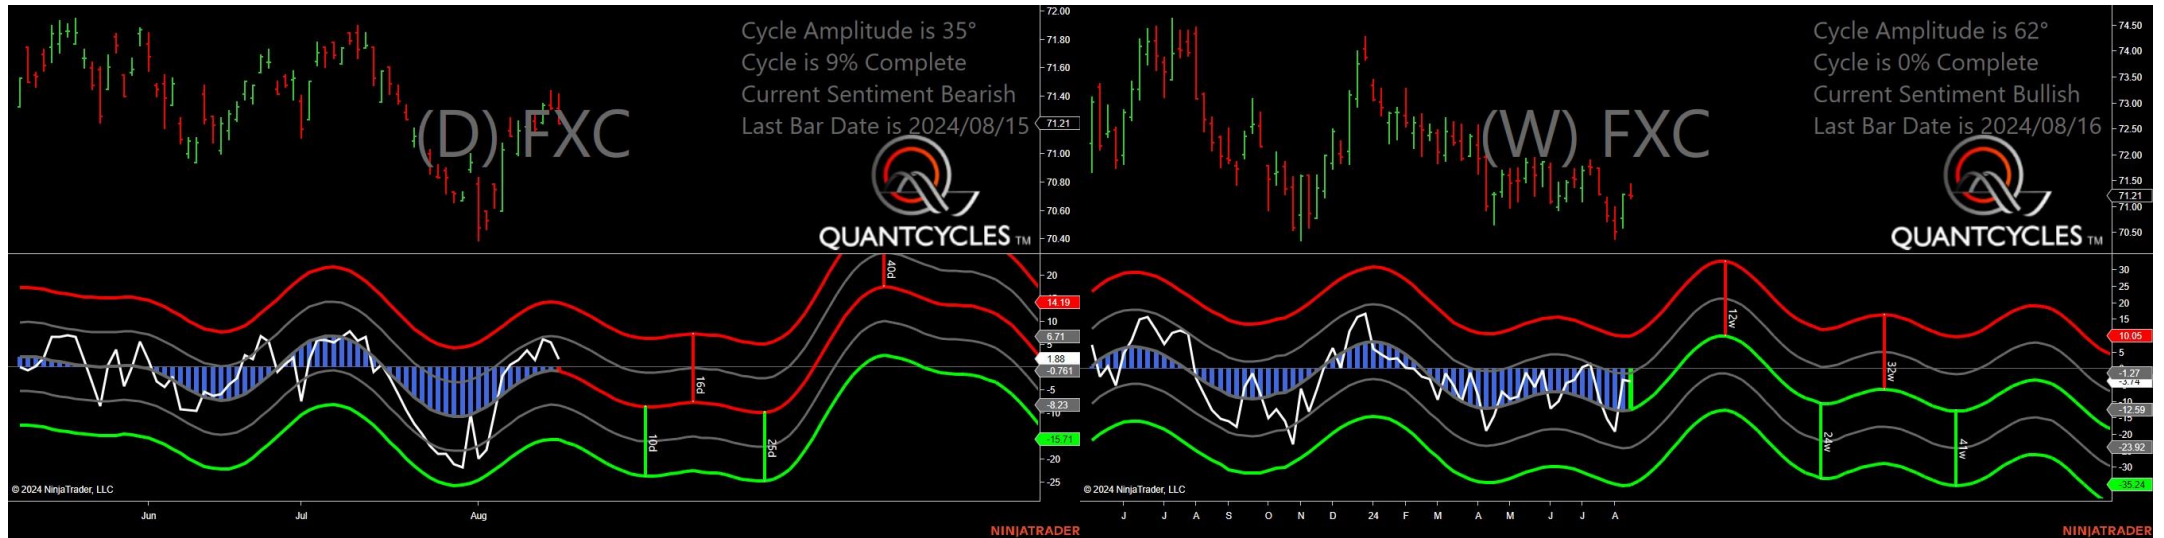 Cycle Amplitude is 35°
Cycle is 9% Complete
Current Sentiment Bearish
Last Bar Date is 2024/08/15
(D) FXC
QUANTCYCLES TM
72.00
71.80
71.60
71.40
71.21
71.00
70.80
70.60
70.40
40d
16d
10d
25d
20
14.19
10
6.71
5
1.88
-0.761
-5
-8.23
-10
-15.71
-20
-25
© 2024 NinjaTrader, LLC
Jun
Jul
Aug
NINJATRADER
Cycle Amplitude is 62°
Cycle is 0% Complete
Current Sentiment Bullish
Last Bar Date is 2024/08/16
(W) FXC
QUANTCYCLES TM
74.50
74.00
73.50
73.00
72.50
72.00
71.50
71.21
71.00
70.50
12w
32w
24w
41w
30
25
20
15
10.05
5
-1.27
-3.74
-10
-12.59
-15
-20
-23.92
-30
-35.24
© 2024 NinjaTrader, LLC
J J A S O N D 24 F M A M J J A
NINJATRADER